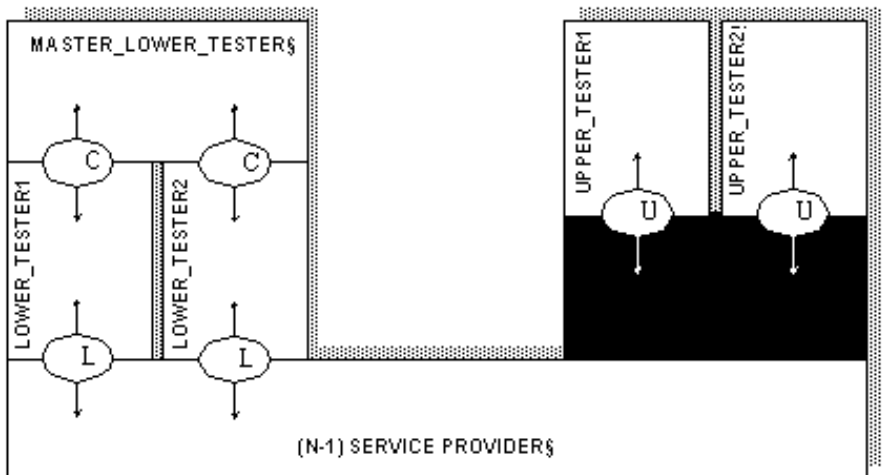 MASTER_LOWER_TESTER§
UPPER_TESTER1
UPPER_TESTER2!
C
C
LOWER_TESTER1
LOWER_TESTER2
U
U
L
L
(N-1) SERVICE PROVIDER§